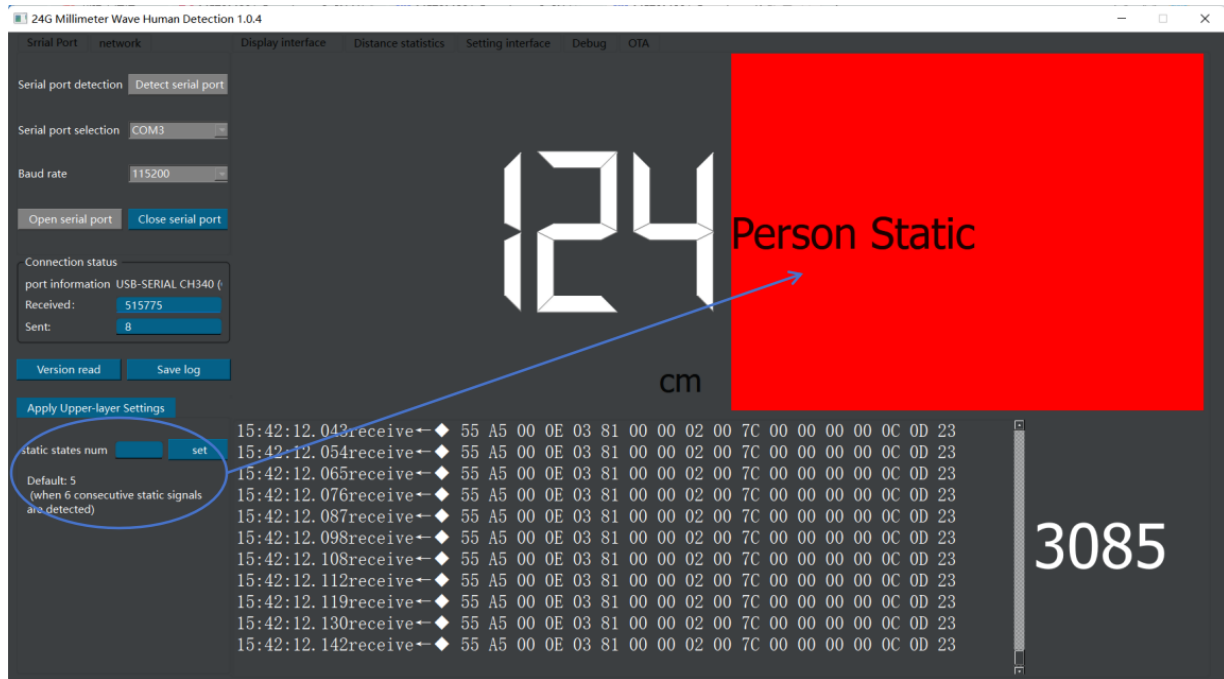 24G Millimeter Wave Human Detection 1.0.4
Srrial Port network Display interface Distance statistics Setting interface Debug OTA
Serial port detection Detect serial port
Serial port selection COM3
Baud rate 115200
Open serial port Close serial port
Connection status
port information USB-SERIAL CH340 (
Received: 515775
Sent: 8
Version read Save log
Apply Upper-layer Settings
static states num set
Default: 5
(when 6 consecutive static signals
are detected)
124
cm
Person Static
15:42:12.043receive←◆ 55 A5 00 0E 03 81 00 00 02 00 7C 00 00 00 00 0C 0D 23
15:42:12.054receive←◆ 55 A5 00 0E 03 81 00 00 02 00 7C 00 00 00 00 0C 0D 23
15:42:12.065receive←◆ 55 A5 00 0E 03 81 00 00 02 00 7C 00 00 00 00 0C 0D 23
15:42:12.076receive←◆ 55 A5 00 0E 03 81 00 00 02 00 7C 00 00 00 00 0C 0D 23
15:42:12.087receive←◆ 55 A5 00 0E 03 81 00 00 02 00 7C 00 00 00 00 0C 0D 23
15:42:12.098receive←◆ 55 A5 00 0E 03 81 00 00 02 00 7C 00 00 00 00 0C 0D 23
15:42:12.108receive←◆ 55 A5 00 0E 03 81 00 00 02 00 7C 00 00 00 00 0C 0D 23
15:42:12.112receive←◆ 55 A5 00 0E 03 81 00 00 02 00 7C 00 00 00 00 0C 0D 23
15:42:12.119receive←◆ 55 A5 00 0E 03 81 00 00 02 00 7C 00 00 00 00 0C 0D 23
15:42:12.130receive←◆ 55 A5 00 0E 03 81 00 00 02 00 7C 00 00 00 00 0C 0D 23
15:42:12.142receive←◆ 55 A5 00 0E 03 81 00 00 02 00 7C 00 00 00 00 0C 0D 23
3085